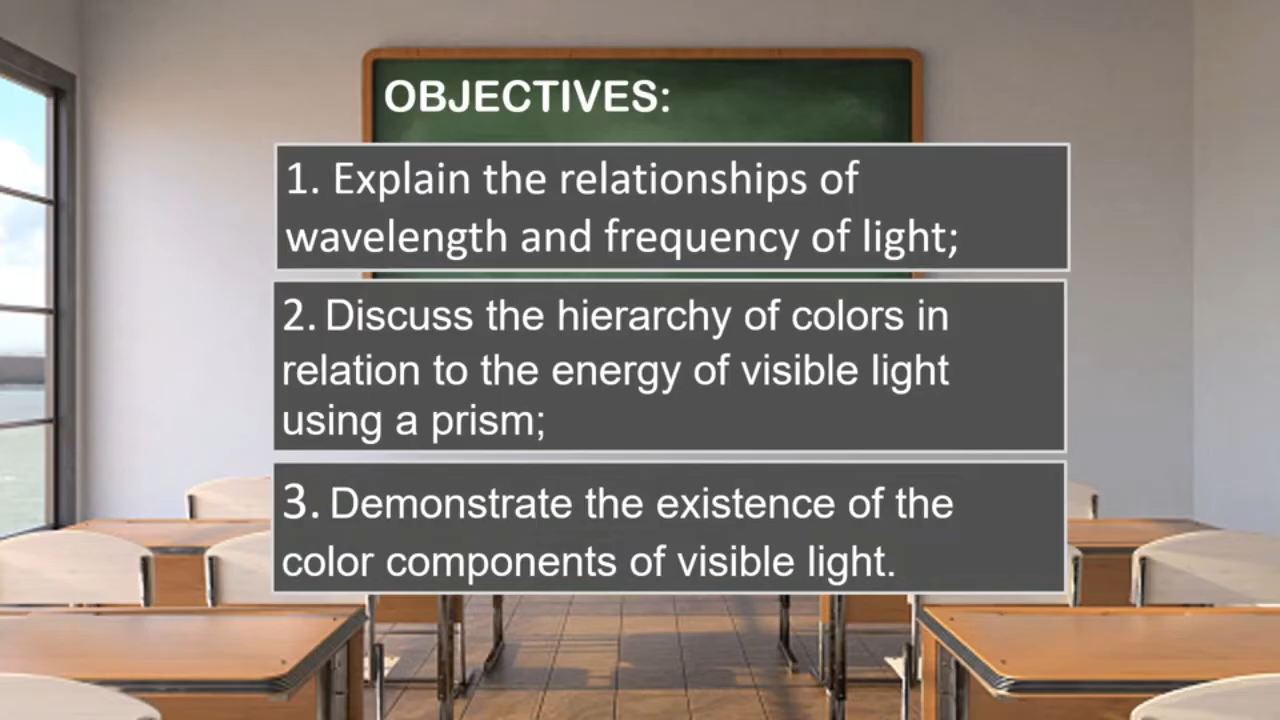 OBJECTIVES:
1. Explain the relationships of
wavelength and frequency of light;
2. Discuss the hierarchy of colors in
relation to the energy of visible light
using a prism;
3. Demonstrate the existence of the
color components of visible light.